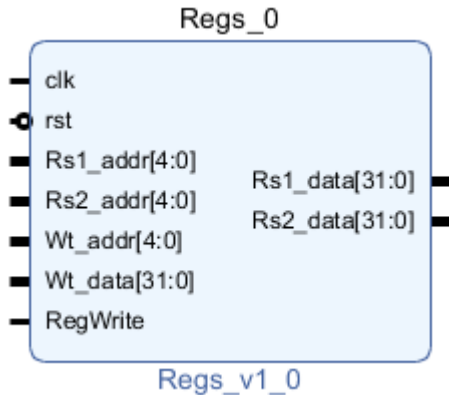 Regs_0
clk
rst
Rs1_addr[4:0]
Rs2_addr[4:0]
Wt_addr[4:0]
Wt_data[31:0]
RegWrite
Rs1_data[31:0]
Rs2_data[31:0]
Regs_v1_0